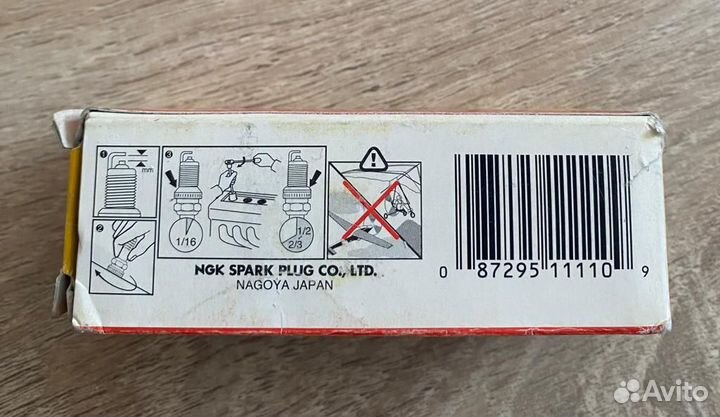 1
mm
2
3
1/16
1/2
2/3
!
NGK SPARK PLUG CO., LTD.
NAGOYA JAPAN
0 87295 11110 9
Avito